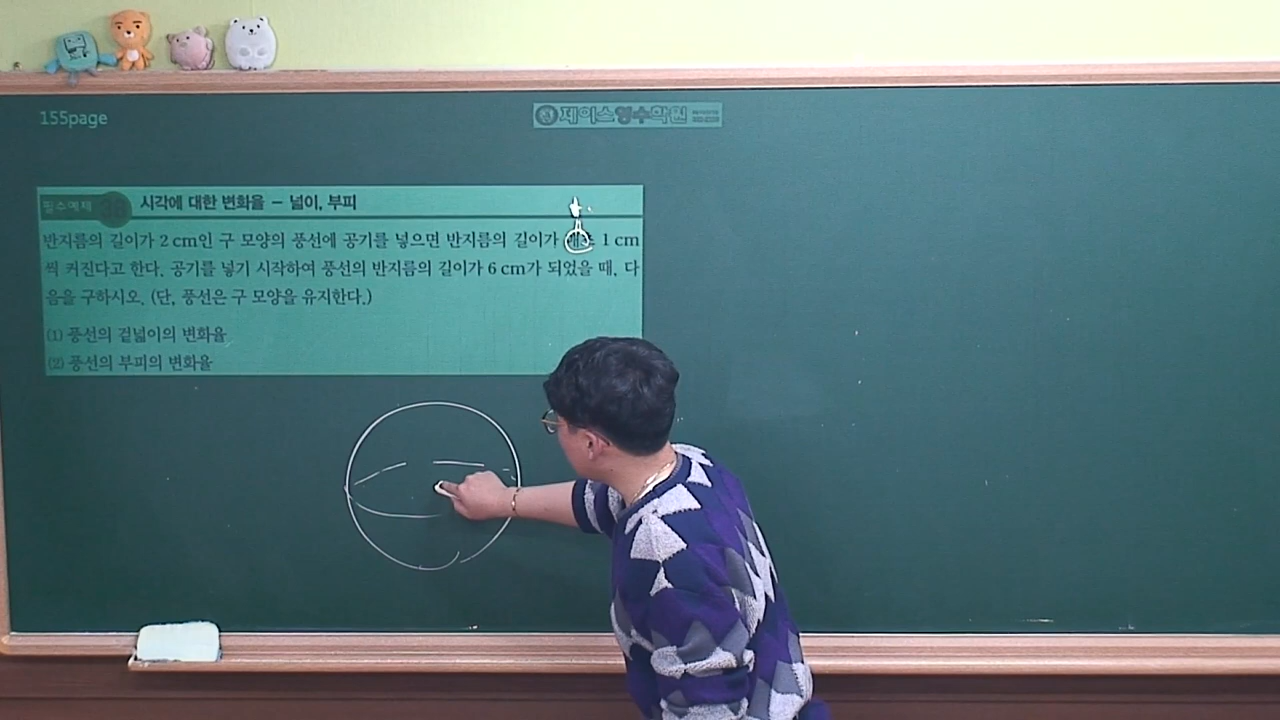 155page
제이스영수학원
필수예제 시각에 대한 변화율 - 넓이, 부피
반지름의 길이가 2 cm인 구 모양의 풍선에 공기를 넣으면 반지름의 길이가 매초 1 cm
씩 커진다고 한다. 공기를 넣기 시작하여 풍선의 반지름의 길이가 6 cm가 되었을 때, 다
음을 구하시오. (단, 풍선은 구 모양을 유지한다.)
(1) 풍선의 겉넓이의 변화율
(2) 풍선의 부피의 변화율